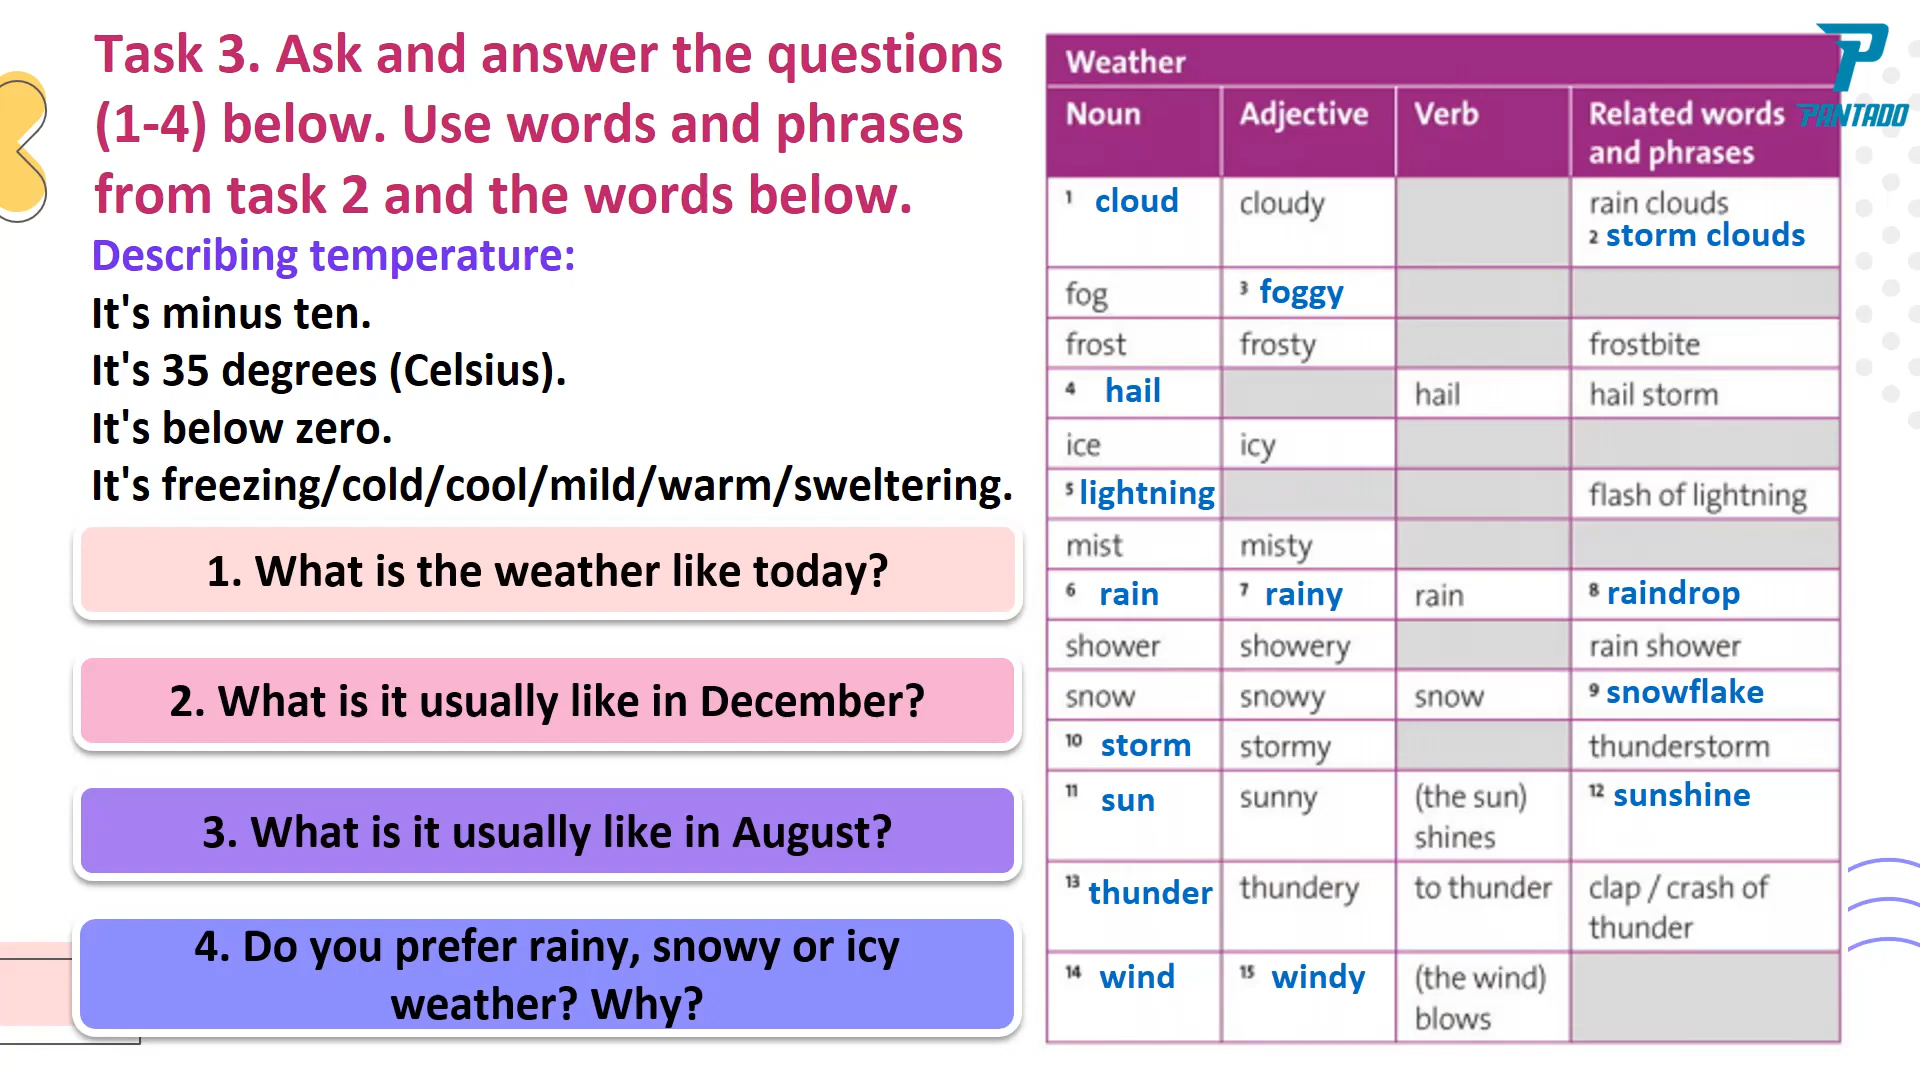 Task 3. Ask and answer the questions
(1-4) below. Use words and phrases
from task 2 and the words below.
Describing temperature:
It's minus ten.
It's 35 degrees (Celsius).
It's below zero.
It's freezing/cold/cool/mild/warm/sweltering.
1. What is the weather like today?
2. What is it usually like in December?
3. What is it usually like in August?
4. Do you prefer rainy, snowy or icy
weather? Why?
PANTADO
Weather
Noun Adjective Verb Related words
and phrases
1 cloud cloudy rain clouds
2 storm clouds
fog 3 foggy
frost frosty frostbite
4 hail hail hail storm
ice icy
5 lightning flash of lightning
mist misty
6 rain 7 rainy rain 8 raindrop
shower showery rain shower
snow snowy snow 9 snowflake
10 storm stormy thunderstorm
11 sun sunny (the sun) 12 sunshine
shines
13 thunder thundery to thunder clap / crash of
thunder
14 wind 15 windy (the wind)
blows